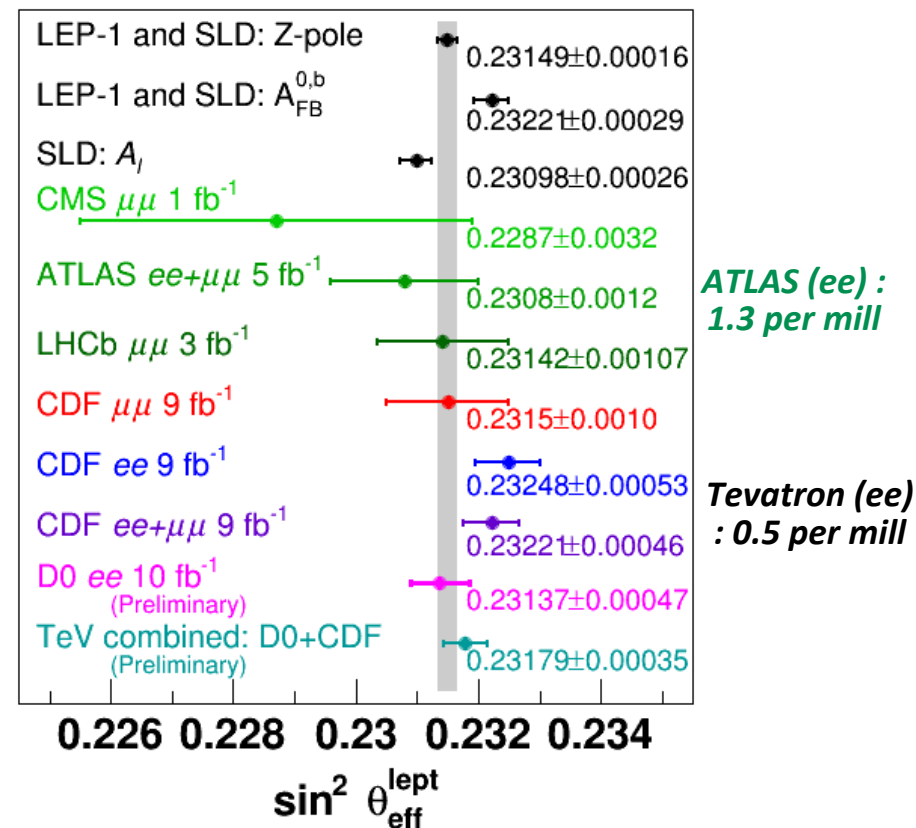 LEP-1 and SLD: Z-pole
0.23149±0.00016
LEP-1 and SLD: A_FB^0,b
0.23221±0.00029
SLD: A_l
0.23098±0.00026
CMS μμ 1 fb^-1
0.2287±0.0032
ATLAS ee+μμ 5 fb^-1
0.2308±0.0012
LHCb μμ 3 fb^-1
0.23142±0.00107
CDF μμ 9 fb^-1
0.2315±0.0010
CDF ee 9 fb^-1
0.23248±0.00053
CDF ee+μμ 9 fb^-1
0.23221±0.00046
D0 ee 10 fb^-1
(Preliminary)
0.23137±0.00047
TeV combined: D0+CDF
(Preliminary)
0.23179±0.00035
ATLAS (ee) :
1.3 per mill
Tevatron (ee)
: 0.5 per mill
0.226 0.228 0.23 0.232 0.234
sin² θ_eff^lept